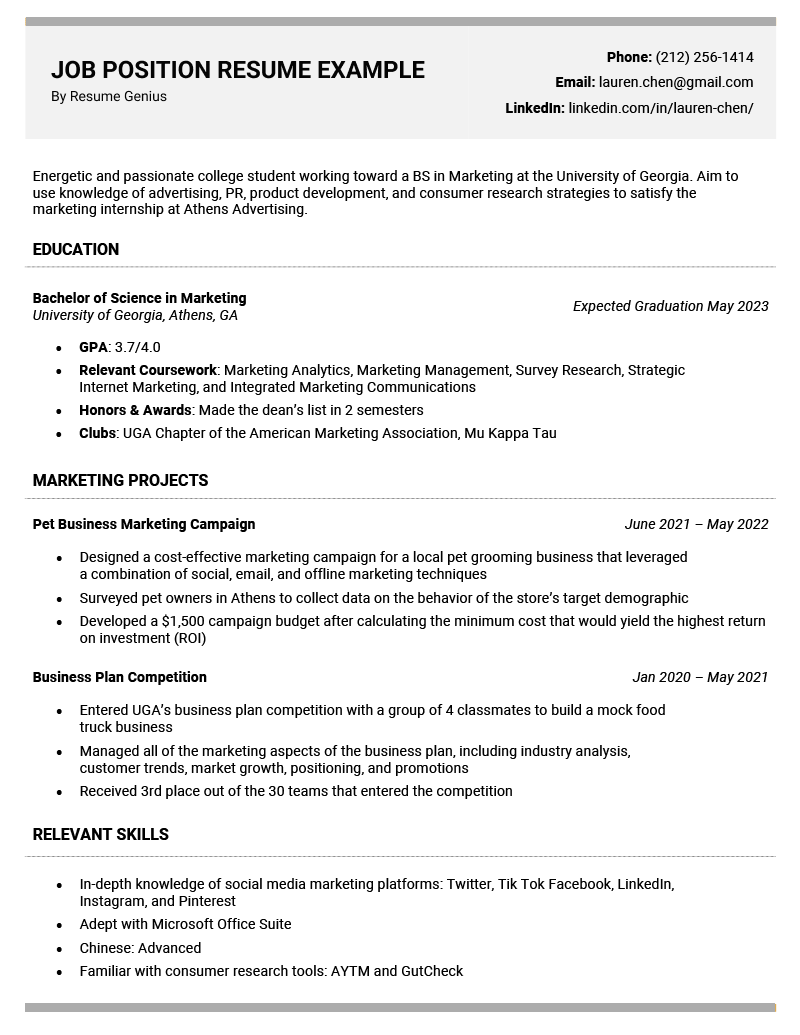 JOB POSITION RESUME EXAMPLE
By Resume Genius
Phone: (212) 256-1414
Email: lauren.chen@gmail.com
LinkedIn: linkedin.com/in/lauren-chen/
Energetic and passionate college student working toward a BS in Marketing at the University of Georgia. Aim to
use knowledge of advertising, PR, product development, and consumer research strategies to satisfy the
marketing internship at Athens Advertising.
EDUCATION
Bachelor of Science in Marketing
University of Georgia, Athens, GA
Expected Graduation May 2023
• GPA: 3.7/4.0
• Relevant Coursework: Marketing Analytics, Marketing Management, Survey Research, Strategic
Internet Marketing, and Integrated Marketing Communications
• Honors & Awards: Made the dean’s list in 2 semesters
• Clubs: UGA Chapter of the American Marketing Association, Mu Kappa Tau
MARKETING PROJECTS
Pet Business Marketing Campaign June 2021 – May 2022
• Designed a cost-effective marketing campaign for a local pet grooming business that leveraged
a combination of social, email, and offline marketing techniques
• Surveyed pet owners in Athens to collect data on the behavior of the store’s target demographic
• Developed a $1,500 campaign budget after calculating the minimum cost that would yield the highest return
on investment (ROI)
Business Plan Competition Jan 2020 – May 2021
• Entered UGA’s business plan competition with a group of 4 classmates to build a mock food
truck business
• Managed all of the marketing aspects of the business plan, including industry analysis,
customer trends, market growth, positioning, and promotions
• Received 3rd place out of the 30 teams that entered the competition
RELEVANT SKILLS
• In-depth knowledge of social media marketing platforms: Twitter, Tik Tok Facebook, LinkedIn,
Instagram, and Pinterest
• Adept with Microsoft Office Suite
• Chinese: Advanced
• Familiar with consumer research tools: AYTM and GutCheck